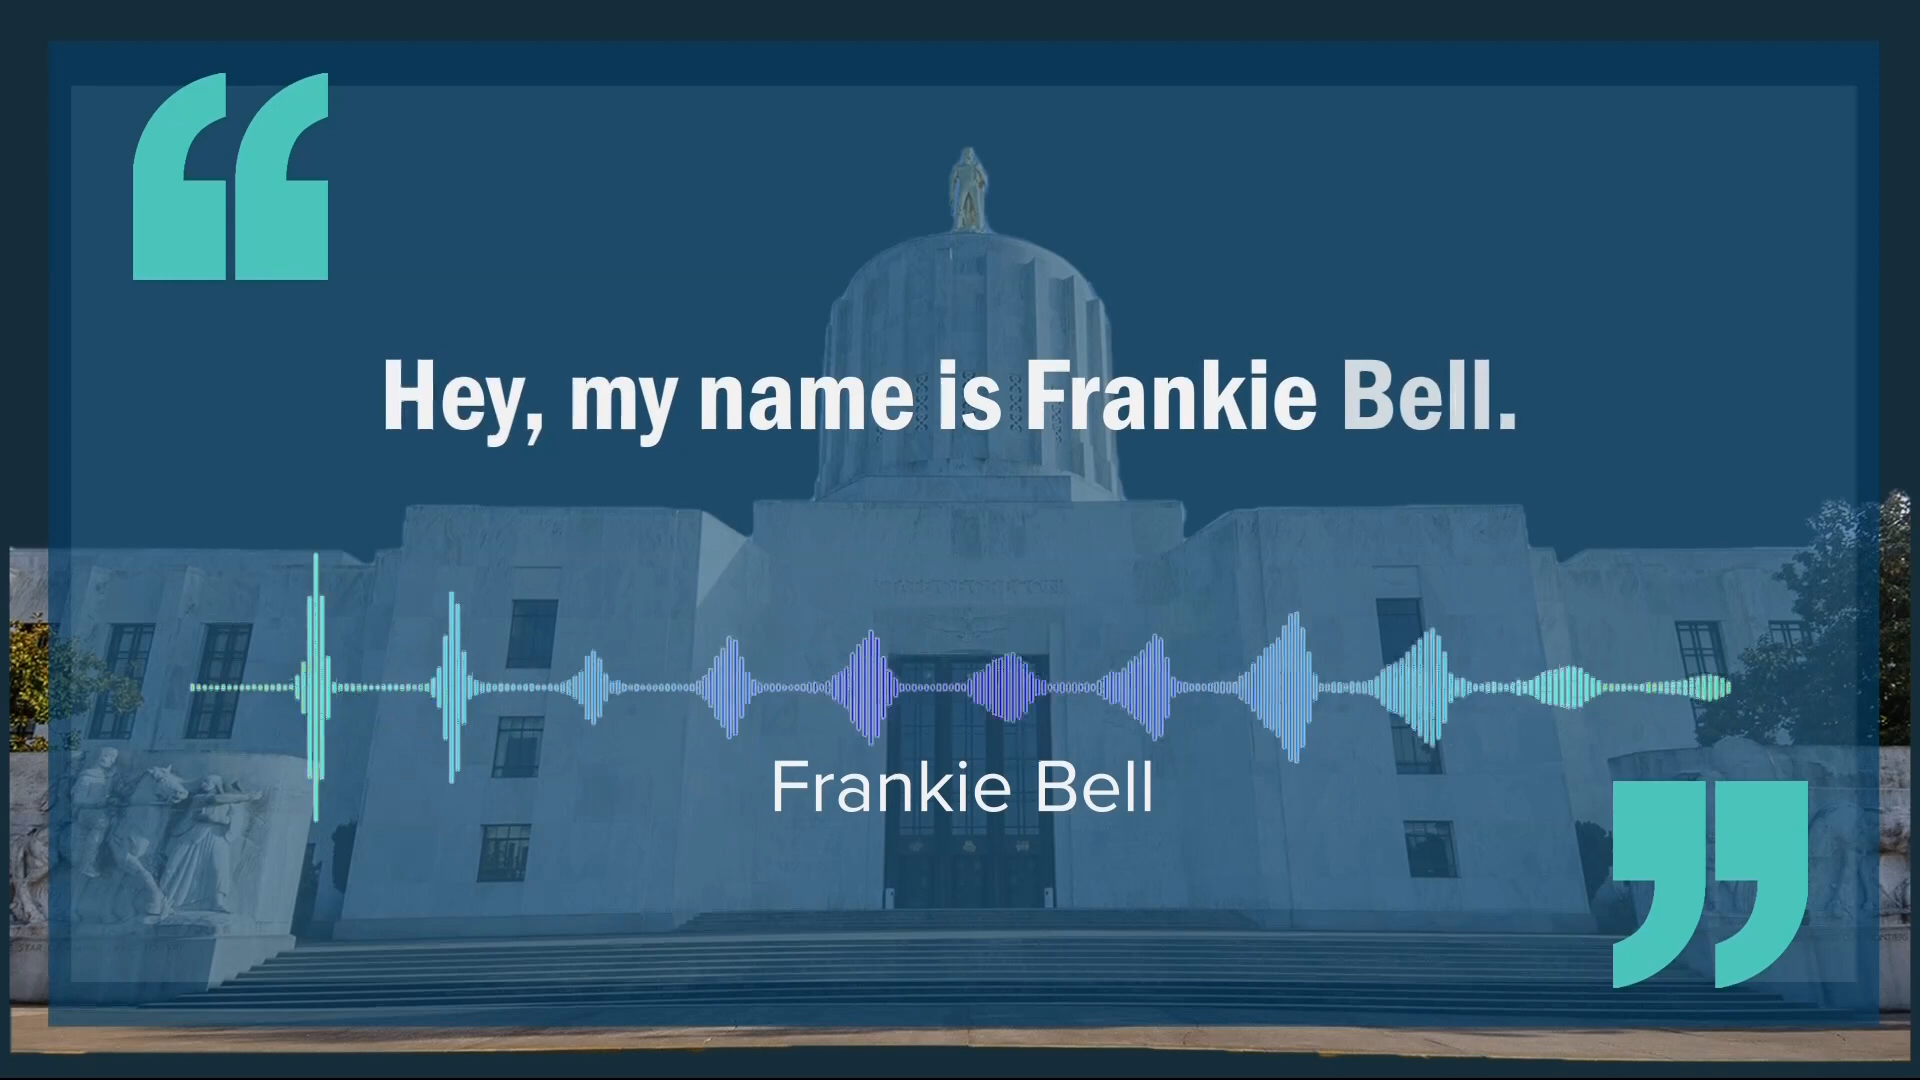 “
Hey, my name is Frankie Bell.
Frankie Bell
”